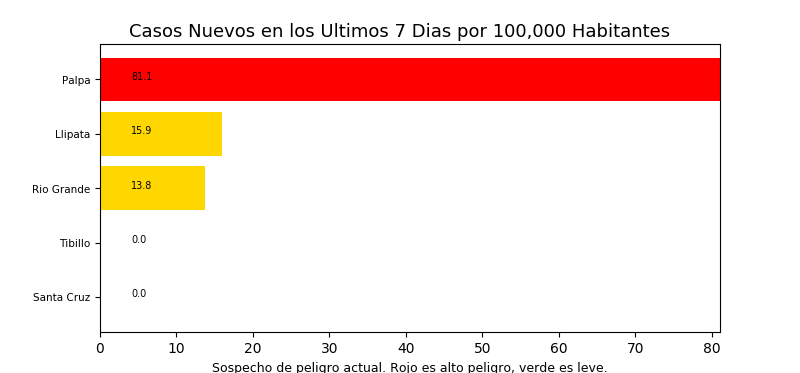 Casos Nuevos en los Ultimos 7 Dias por 100,000 Habitantes
Palpa 81.1
Llipata 15.9
Rio Grande 13.8
Tibillo 0.0
Santa Cruz 0.0
0 10 20 30 40 50 60 70 80
Sospecho de peligro actual. Rojo es alto peligro, verde es leve.